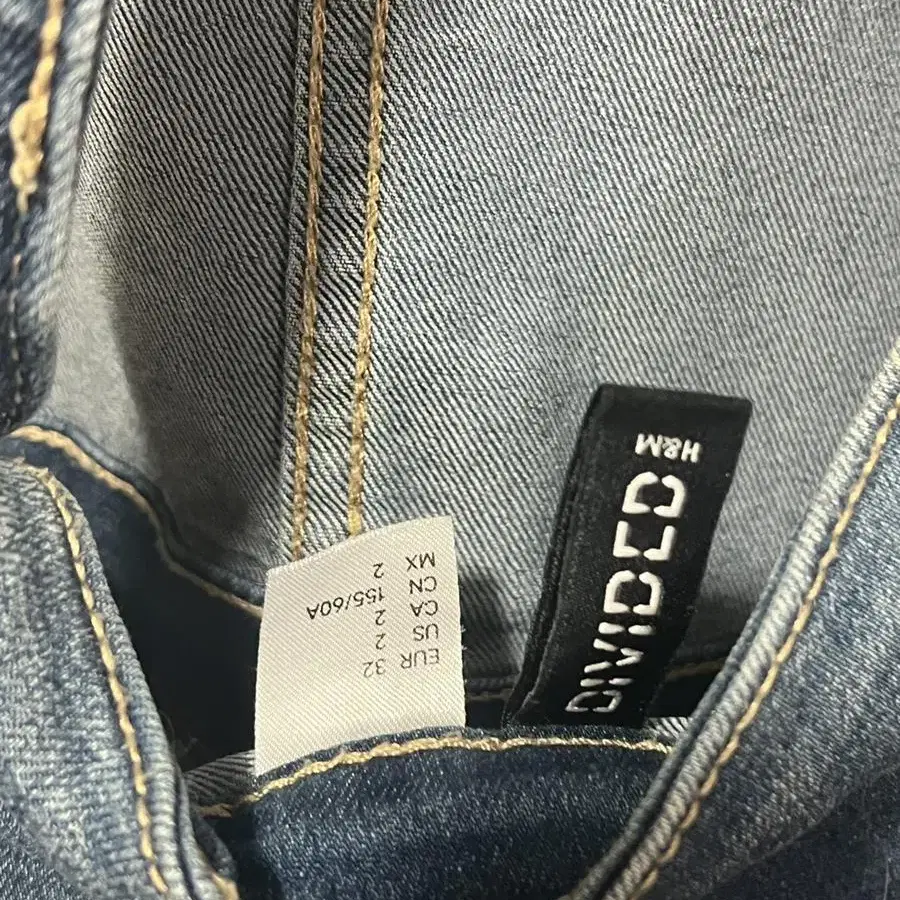 EUR 32
US 2
CA 2
CN 155/60A
MX 2
DIVIDED
H&M